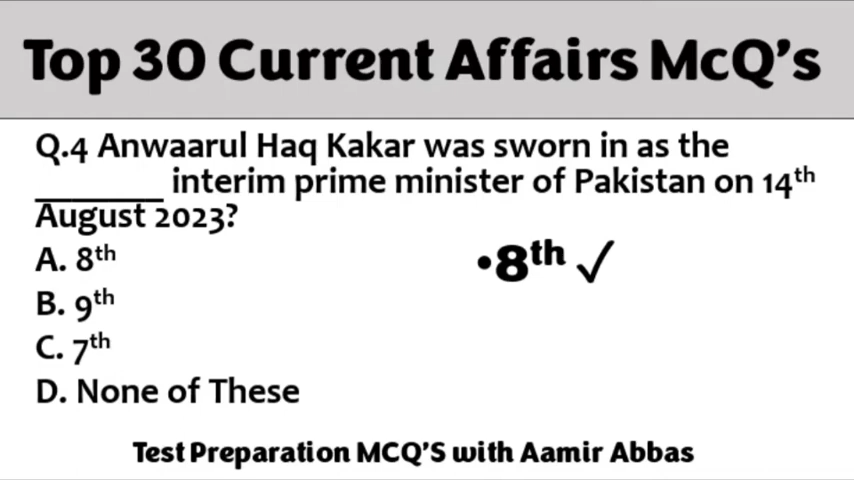 Top 30 Current Affairs McQ's
Q.4 Anwaarul Haq Kakar was sworn in as the
_______ interim prime minister of Pakistan on 14th
August 2023?
A. 8th
•8th ✓
B. 9th
C. 7th
D. None of These
Test Preparation MCQ'S with Aamir Abbas